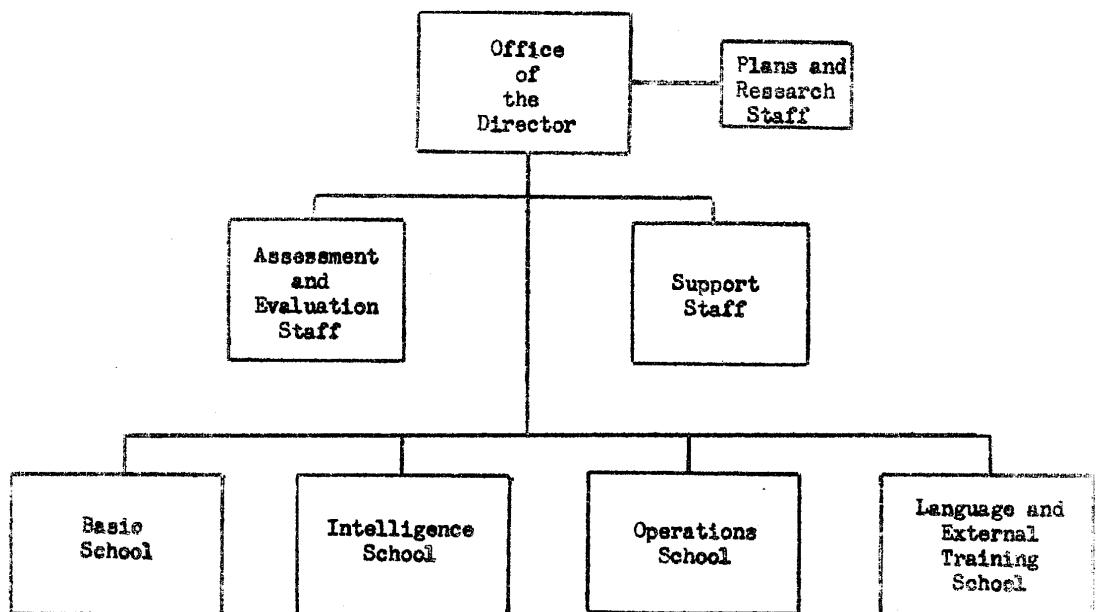 Office
of
the
Director
Plans and
Research
Staff
Assessment
and
Evaluation
Staff
Support
Staff
Basic
School
Intelligence
School
Operations
School
Language and
External
Training
School